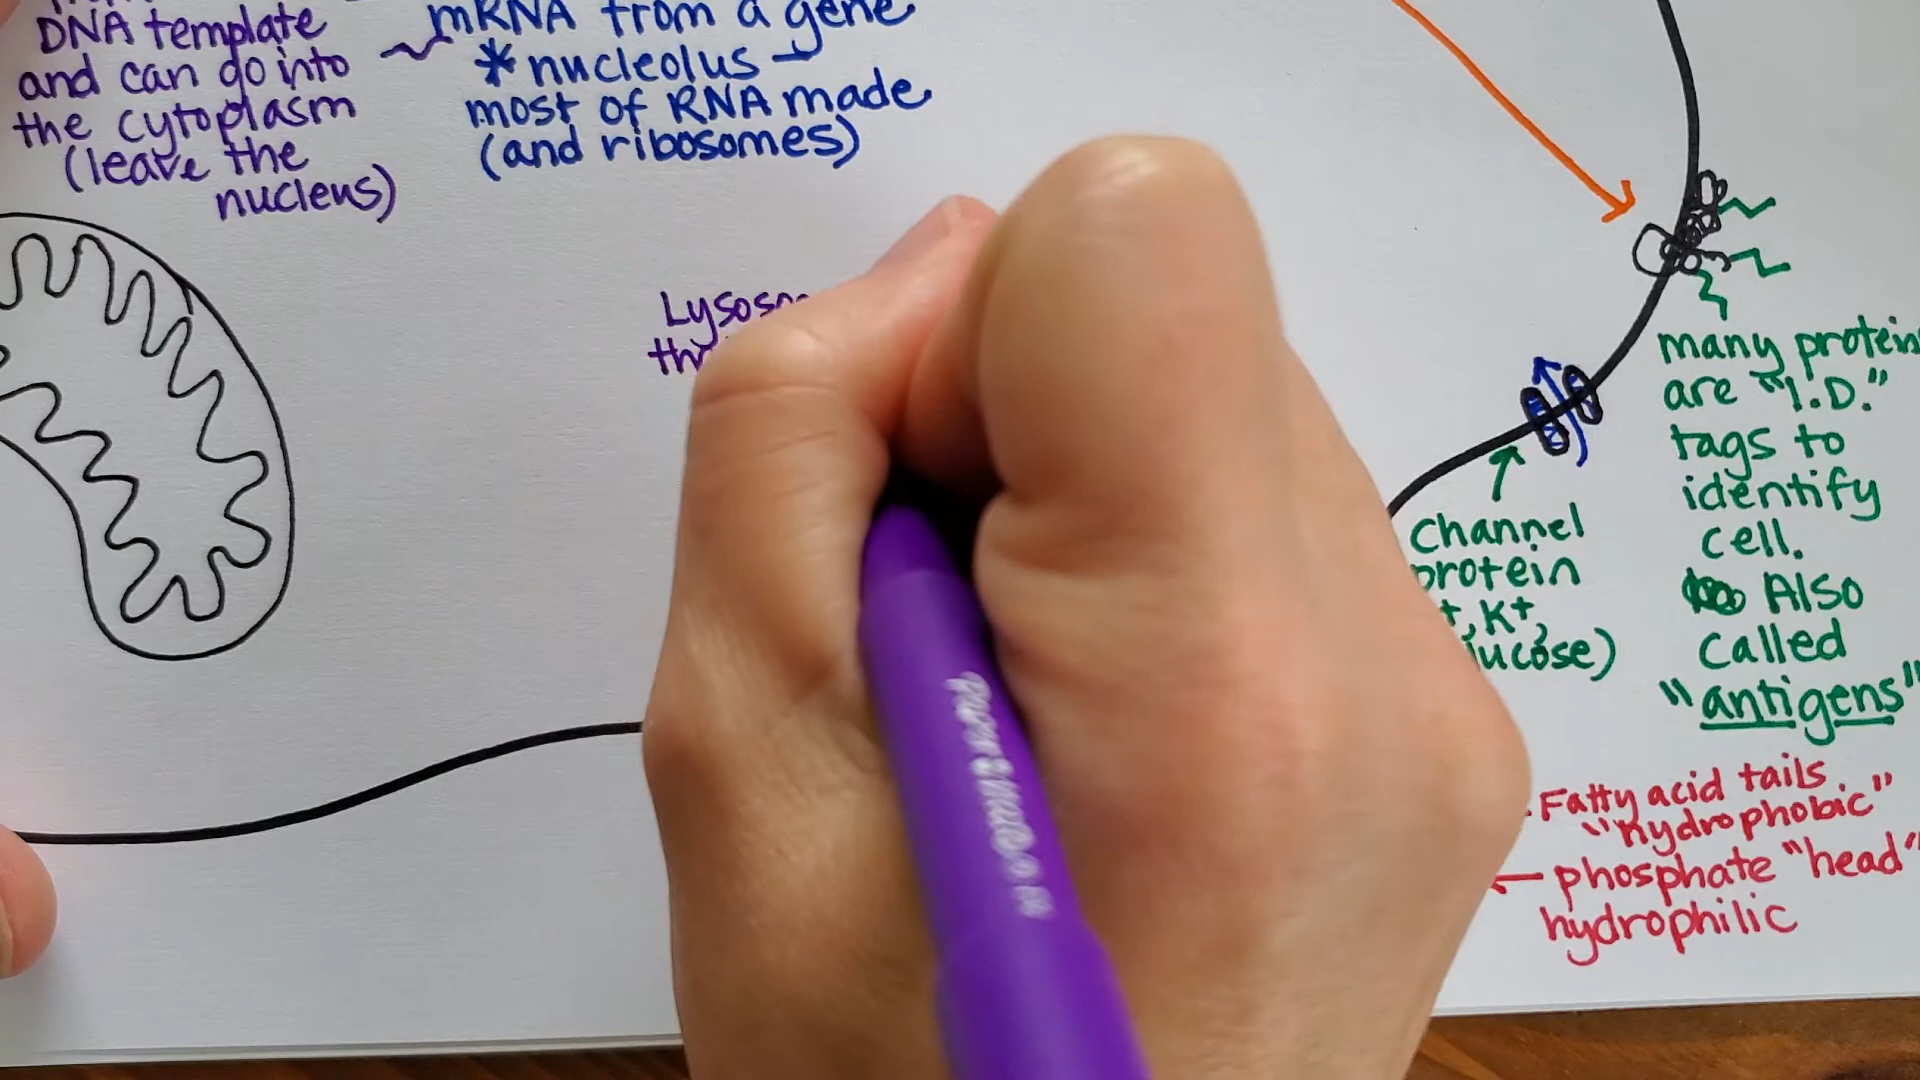 DNA template
and can go into
the cytoplasm
(leave the
nucleus)
mRNA from a gene
*nucleolus
most of RNA made
(and ribosomes)
many protein
are "I.D."
tags to
identify
cell.
Also
called
"antigens"
Channel
protein
K+,
Fatty acid tails
"hydrophobic"
phosphate "head"
hydrophilic